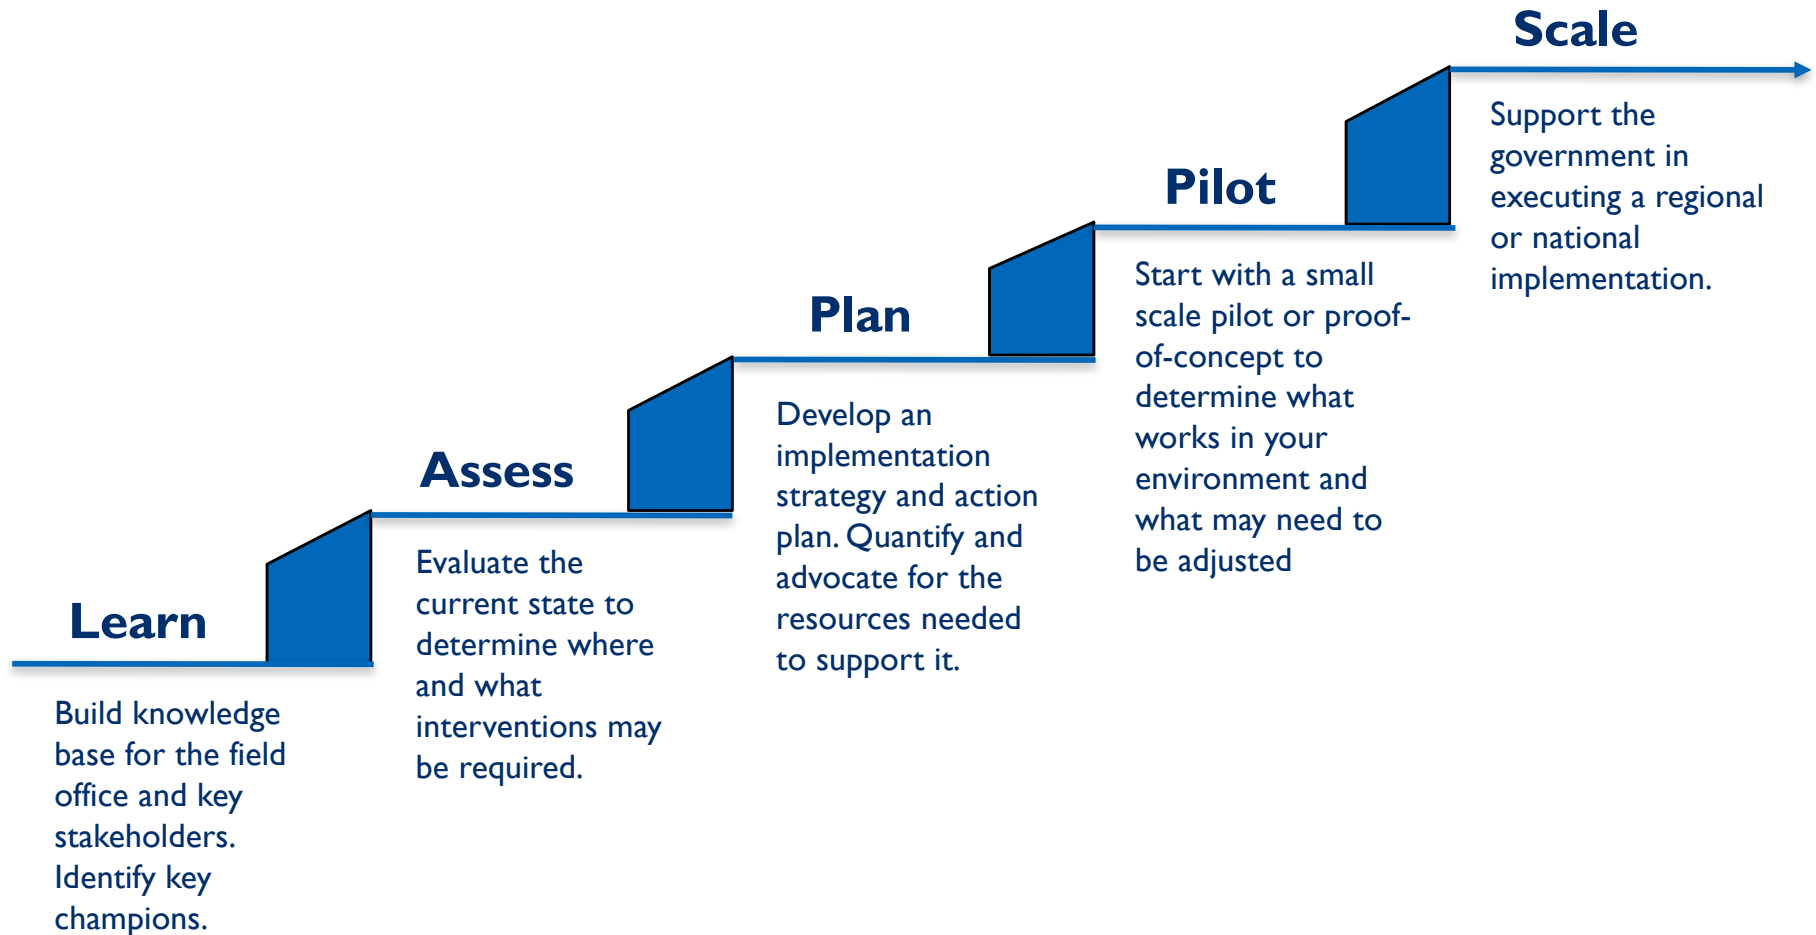 Learn
Build knowledge
base for the field
office and key
stakeholders.
Identify key
champions.
Assess
Evaluate the
current state to
determine where
and what
interventions may
be required.
Plan
Develop an
implementation
strategy and action
plan. Quantify and
advocate for the
resources needed
to support it.
Pilot
Start with a small
scale pilot or proof-
of-concept to
determine what
works in your
environment and
what may need to
be adjusted
Scale
Support the
government in
executing a regional
or national
implementation.